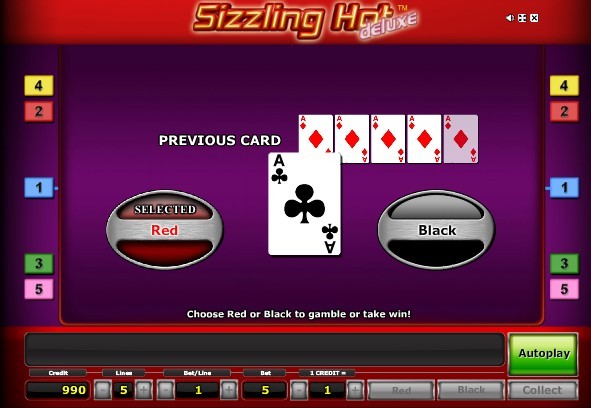 Sizzling Hot™
deluxe
4
4
2
2
A A A A A
A A A A A
PREVIOUS CARD
A
1
1
SELECTED
Red
Black
A
3
3
5
5
Choose Red or Black to gamble or take win!
Autoplay
Credit Lines Bet/Line Bet 1 CREDIT =
990 - 5 + - 1 + 5 - 1 + Red Black Collect